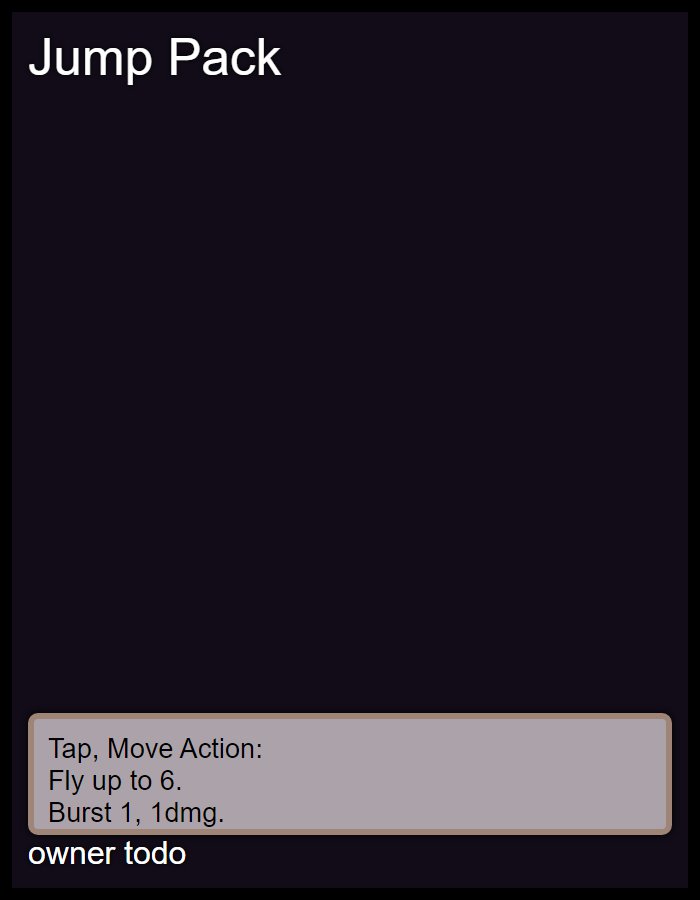 Jump Pack
Tap, Move Action:
Fly up to 6.
Burst 1, 1dmg.
owner todo